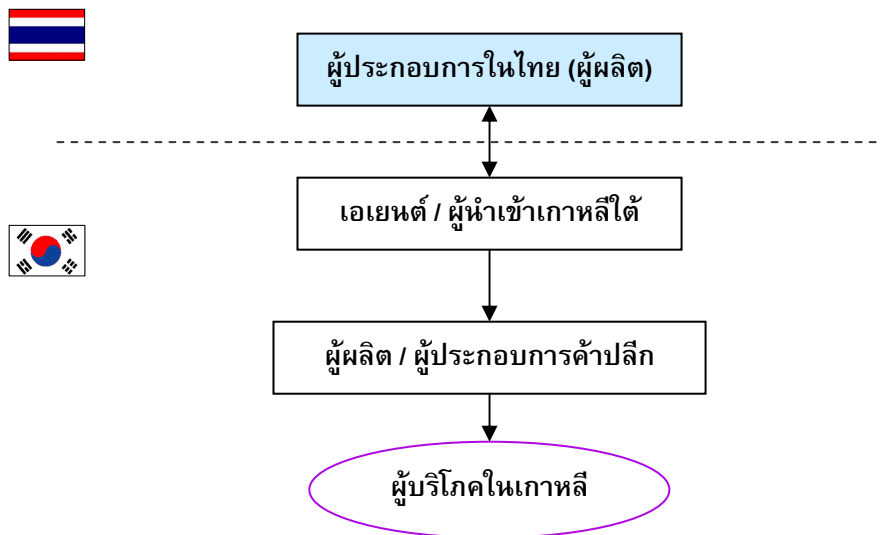 ผู้ประกอบการในไทย (ผู้ผลิต)
เอเยนต์ / ผู้นำเข้าเกาหลีใต้
ผู้ผลิต / ผู้ประกอบการค้าปลีก
ผู้บริโภคในเกาหลี